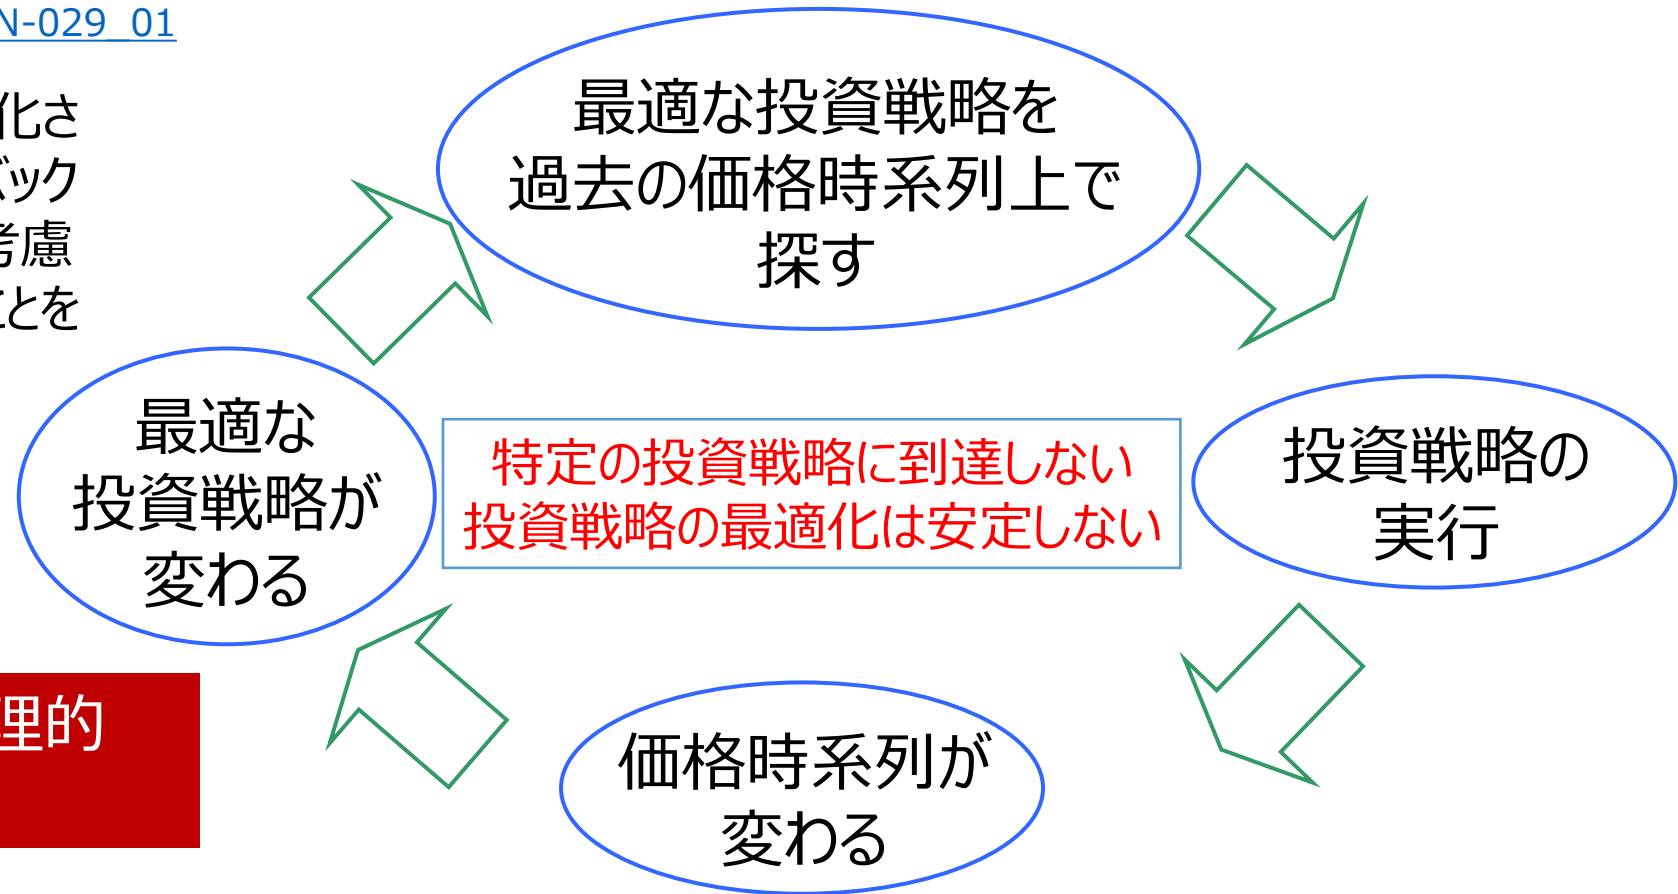 N-029_01
化さ
バック
考慮
ことを
最適な投資戦略を
過去の価格時系列上で
探す
最適な
投資戦略が
変わる
特定の投資戦略に到達しない
投資戦略の最適化は安定しない
投資戦略の
実行
理的
価格時系列が
変わる